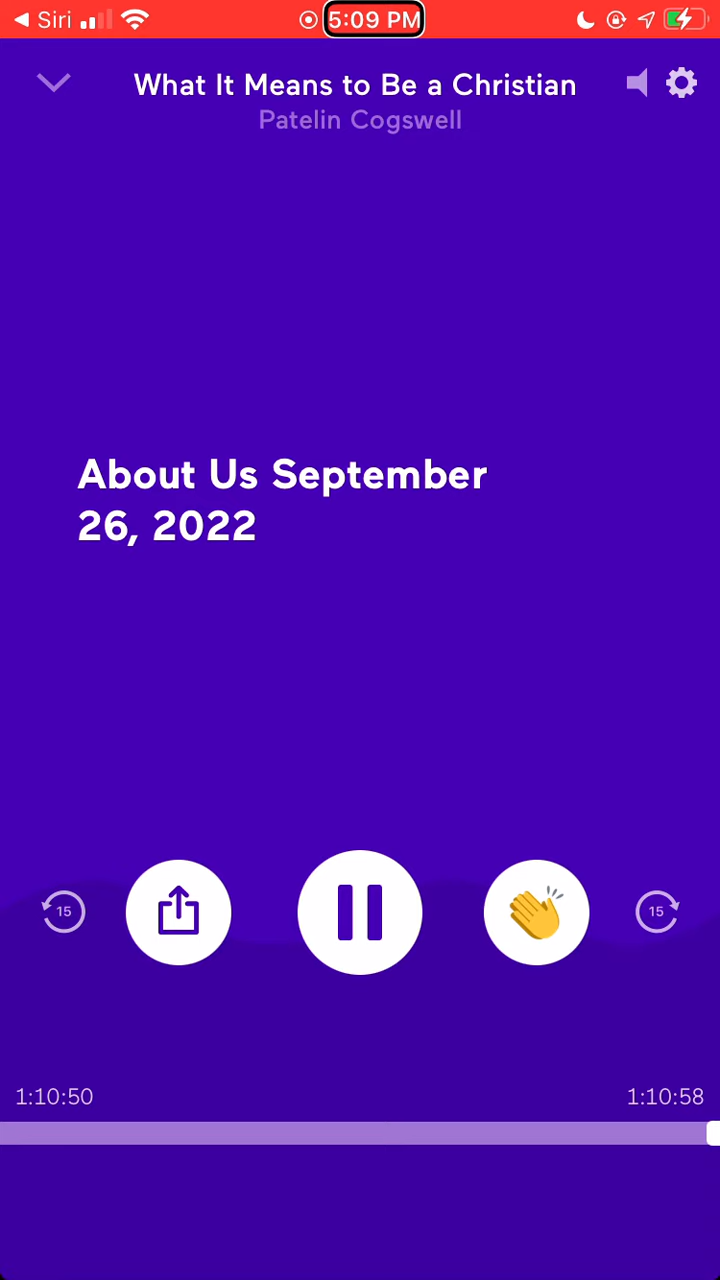 Siri 5:09 PM
What It Means to Be a Christian
Patelin Cogswell
About Us September
26, 2022
15 15
1:10:50 1:10:58